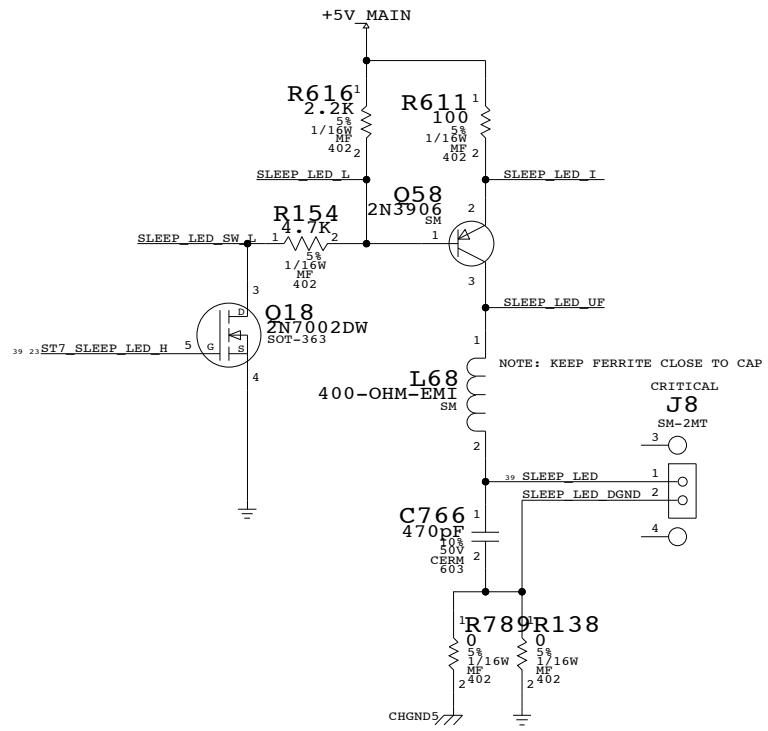 +5V_MAIN
R616
2.2K
5%
1/16W
MF
402
1
2
R611
100
5%
1/16W
MF
402
1
2
SLEEP_LED_L
SLEEP_LED_I
Q58
2N3906
SM
2
1
3
R154
4.7K
5%
1/16W
MF
402
1
2
SLEEP_LED_SW_L
3
Q18
2N7002DW
SOT-363
D
G
S
5
4
39 23 ST7_SLEEP_LED_H
SLEEP_LED_UF
1
L68
400-OHM-EMI
SM
2
NOTE: KEEP FERRITE CLOSE TO CAP
CRITICAL
J8
SM-2MT
3
1
2
4
39 SLEEP_LED
SLEEP_LED_DGND
C766
470pF
10%
50V
CERM
603
1
2
R789
0
5%
1/16W
MF
402
1
2
R138
0
5%
1/16W
MF
402
1
2
CHGND5